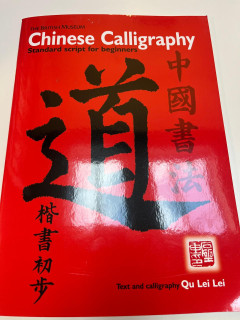 Chinese Calligraphy
Standard script for beginners
中國書法
道
楷書初步
Text and calligraphy Qu Lei Lei